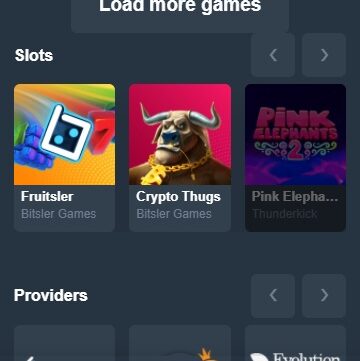 Load more games
Slots
PINK
ELEPHANTS
2
Fruitsler
Crypto Thugs
Pink Elepha...
Bitsler Games
Bitsler Games
Thunderkick
Providers
Evolution